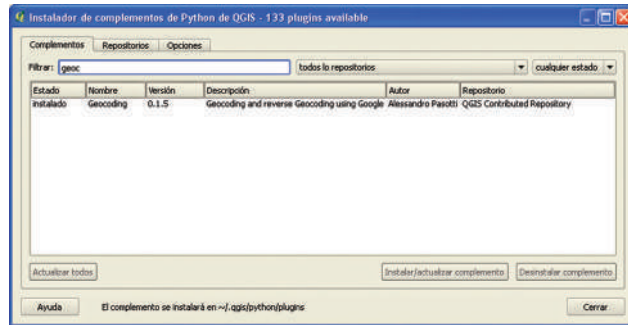 Instalador de complementos de Python de QGIS - 133 plugins available
Complementos Repositorios Opciones
Filtrar: geoc todos lo repositorios cualquier estado
Estado Nombre Versión Descripción Autor Repositorio
instalado Geocoding 0.1.5 Geocoding and reverse Geocoding using Google Alessandro Pasotti QGIS Contributed Repository
Actualizar todos Instalar/actualizar complemento Desinstalar complemento
Ayuda El complemento se instalará en ~/.qgis/python/plugins Cerrar